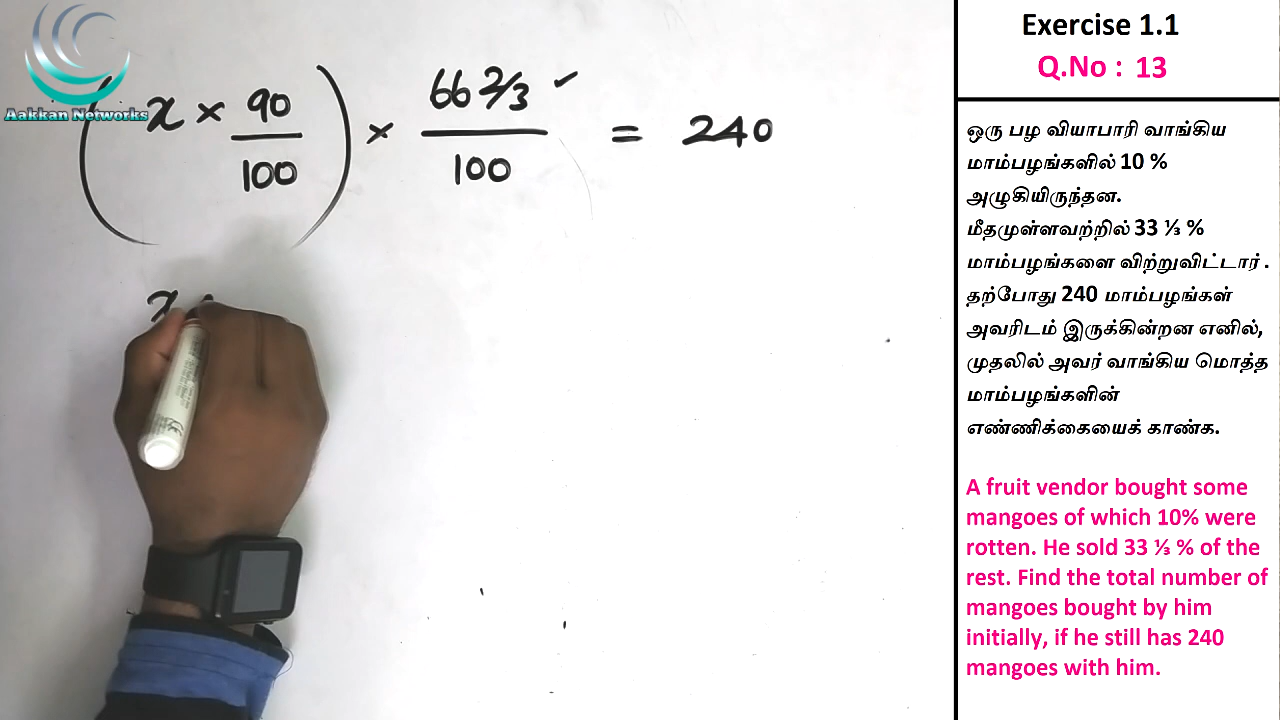 Aakkan Networks
(x × 90/100) × 66 2/3 / 100 = 240
x
Exercise 1.1
Q.No : 13
ஒரு பழ வியாபாரி வாங்கிய
மாம்பழங்களில் 10 %
அழுகியிருந்தன.
மீதமுள்ளவற்றில் 33 ⅓ %
மாம்பழங்களை விற்றுவிட்டார் .
தற்போது 240 மாம்பழங்கள்
அவரிடம் இருக்கின்றன எனில்,
முதலில் அவர் வாங்கிய மொத்த
மாம்பழங்களின்
எண்ணிக்கையைக் காண்க.
A fruit vendor bought some
mangoes of which 10% were
rotten. He sold 33 ⅓ % of the
rest. Find the total number of
mangoes bought by him
initially, if he still has 240
mangoes with him.